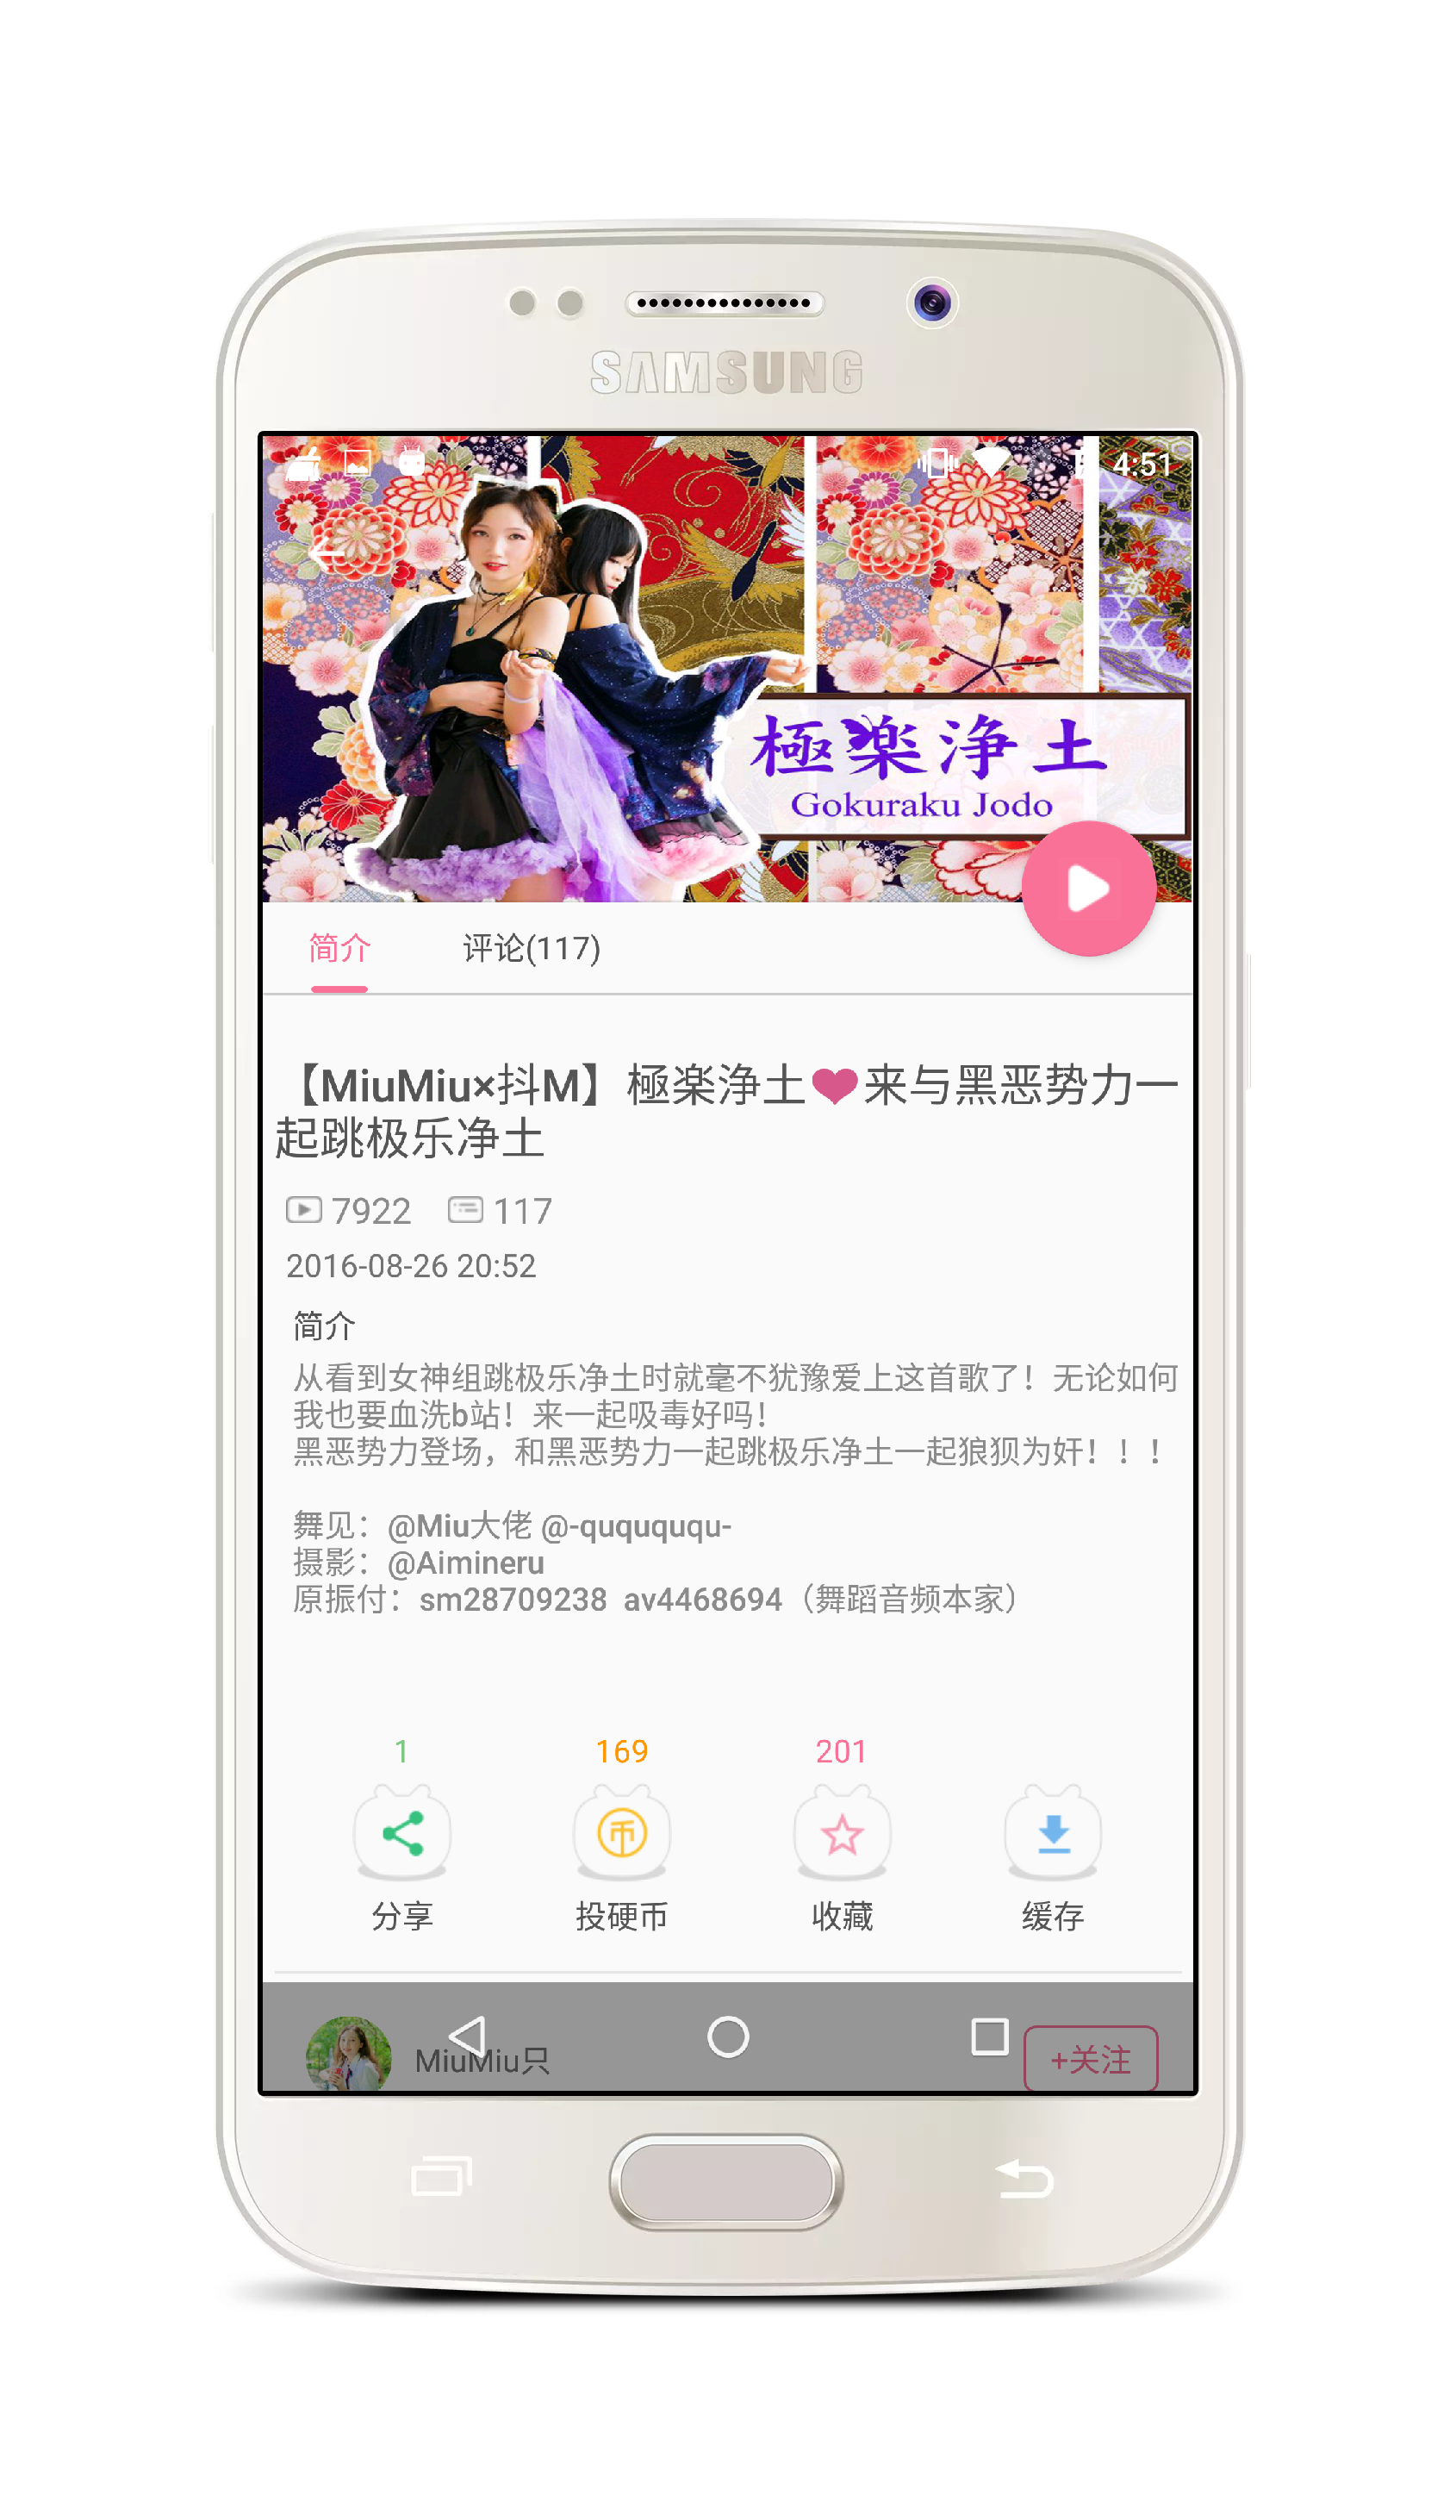 SAMSUNG
4:51
極楽浄土
Gokuraku Jodo
简介
评论(117)
【MiuMiu×抖M】極楽浄土❤来与黑恶势力一
起跳极乐净土
7922 117
2016-08-26 20:52
简介
从看到女神组跳极乐净土时就毫不犹豫爱上这首歌了！无论如何
我也要血洗b站！来一起吸毒好吗！
黑恶势力登场，和黑恶势力一起跳极乐净土一起狼狈为奸！！！
舞见：@Miu大佬 @-ququququ-
摄影：@Aimineru
原振付：sm28709238 av4468694（舞蹈音频本家）
1 169 201
币
分享 投硬币 收藏 缓存
MiuMiu只
+关注